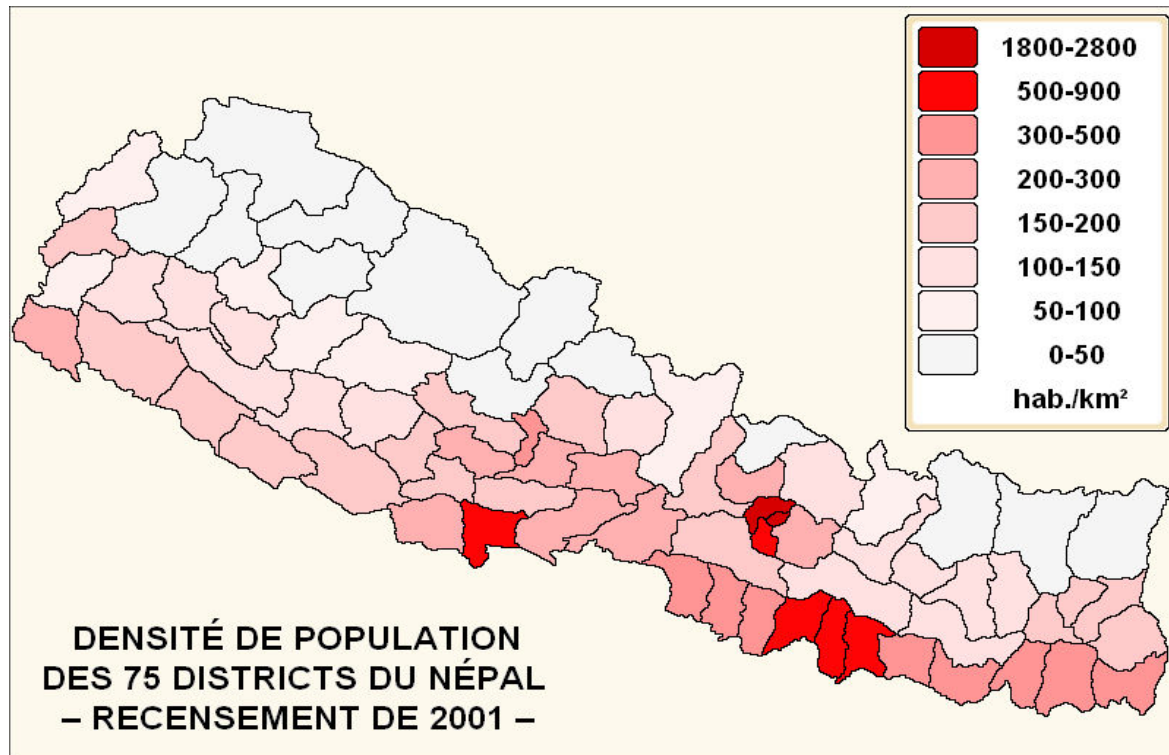 1800-2800
500-900
300-500
200-300
150-200
100-150
50-100
0-50
hab./km²
DENSITÉ DE POPULATION
DES 75 DISTRICTS DU NÉPAL
– RECENSEMENT DE 2001 –